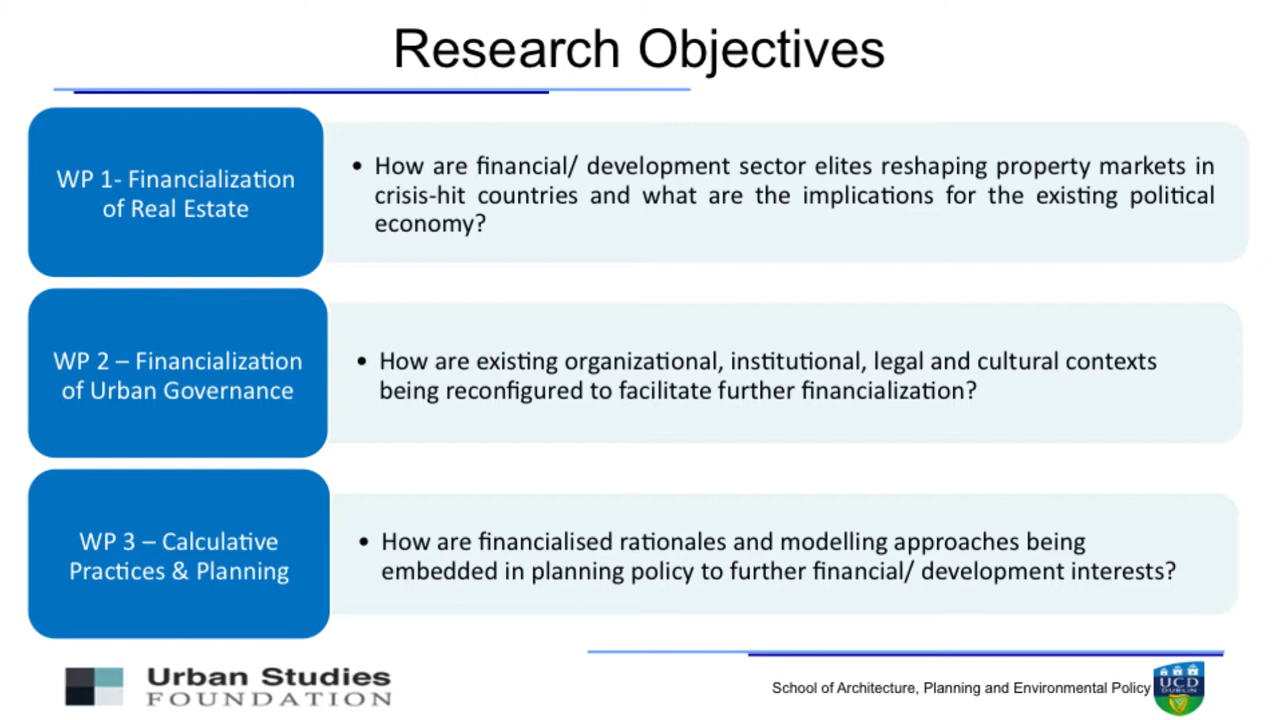 Research Objectives
WP 1- Financialization
of Real Estate
• How are financial/ development sector elites reshaping property markets in
crisis-hit countries and what are the implications for the existing political
economy?
WP 2 – Financialization
of Urban Governance
• How are existing organizational, institutional, legal and cultural contexts
being reconfigured to facilitate further financialization?
WP 3 – Calculative
Practices & Planning
• How are financialised rationales and modelling approaches being
embedded in planning policy to further financial/ development interests?
Urban Studies
FOUNDATION
School of Architecture, Planning and Environmental Policy
UCD
DUBLIN